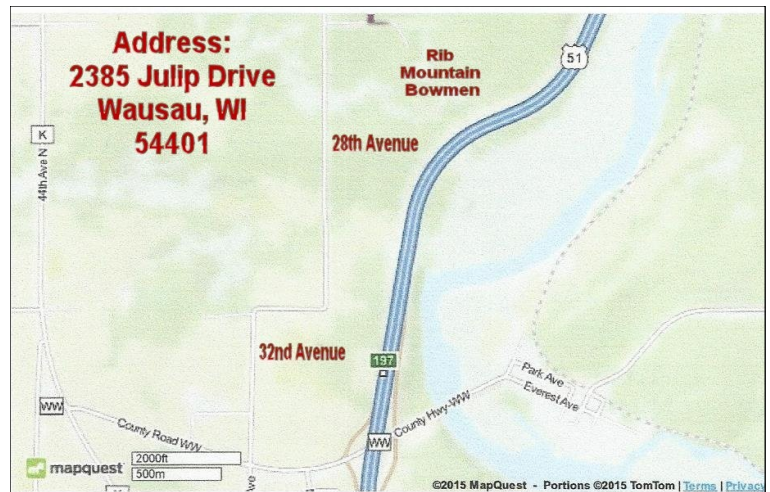 Address:
2385 Julip Drive
Wausau, WI
54401
Rib
Mountain
Bowmen
51
K
44th Ave N
28th Avenue
32nd Avenue
197
Park Ave
Everest Ave
WW
County Road WW
County Hwy-WW
WW
2000ft
500m
mapquest
K
Ave
©2015 MapQuest - Portions ©2015 TomTom | Terms | Privacy